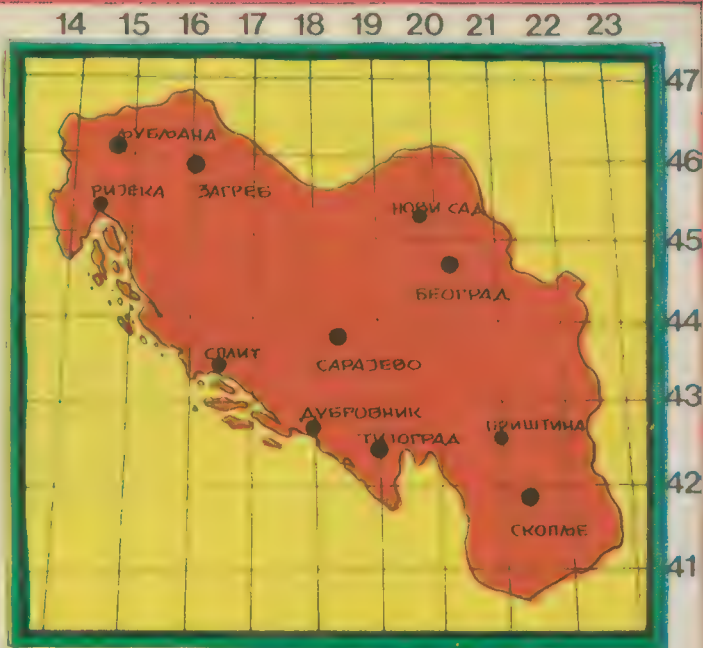 14 15 16 17 18 19 20 21 22 23
47
ЉУБЉАНА
46
РИЈЕКА ЗАГРЕБ
НОВИ САД
45
БЕОГРАД
44
СПЛИТ
САРАЈЕВО
43
ДУБРОВНИК
ПРИШТИНА
ТИТОГРАД
42
СКОПЉЕ
41